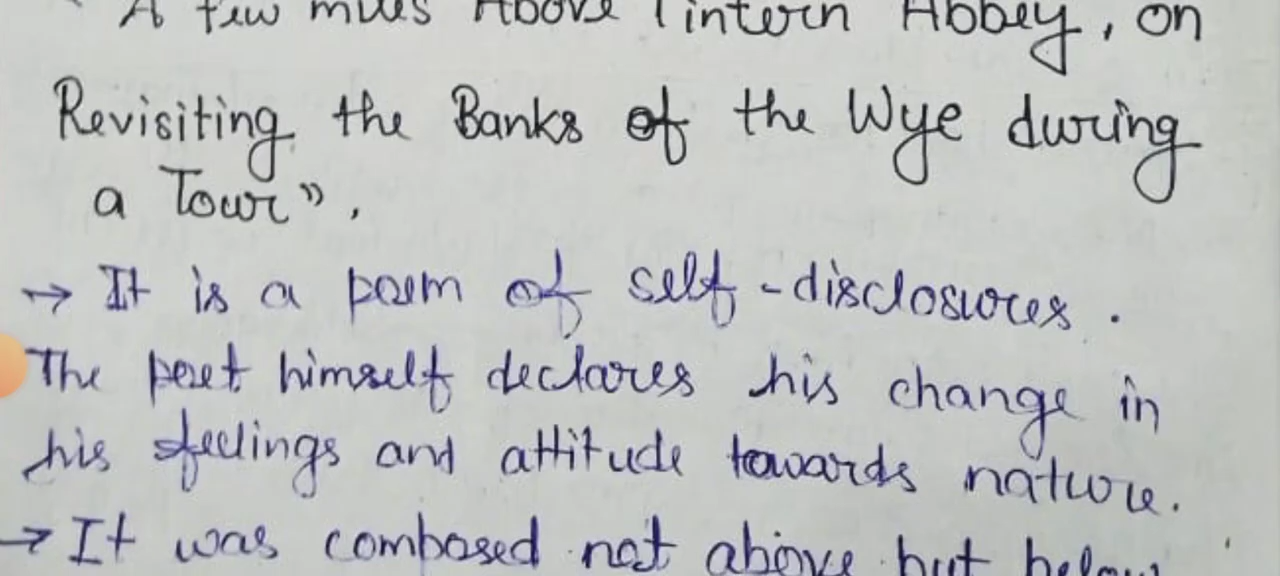 A few miles Above Tintern Abbey, on
Revisiting the Banks of the Wye during
a Tour”.
→ It is a poem of self-disclosures.
The poet himself declares his change in
his feelings and attitude towards nature.
→ It was composed not above but below